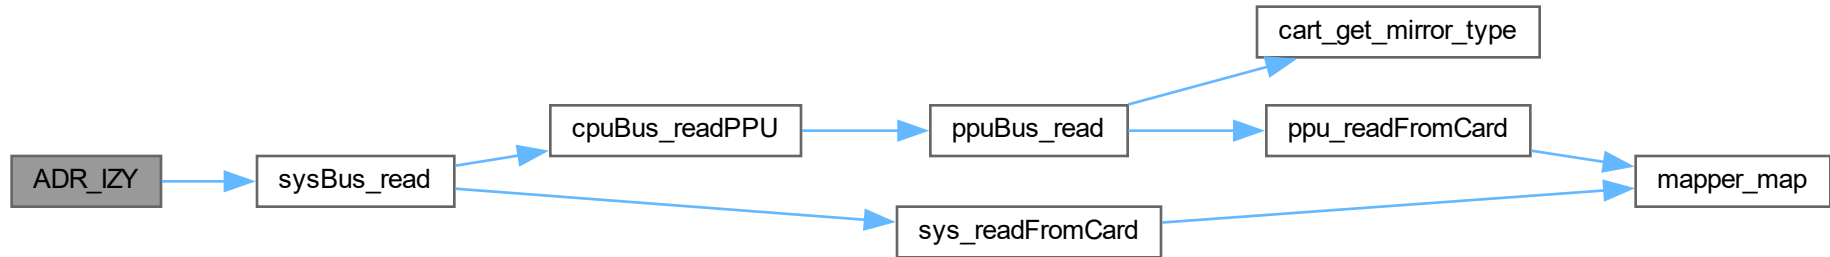 cart_get_mirror_type
cpuBus_readPPU
ppuBus_read
ppu_readFromCard
ADR_IZY
sysBus_read
mapper_map
sys_readFromCard